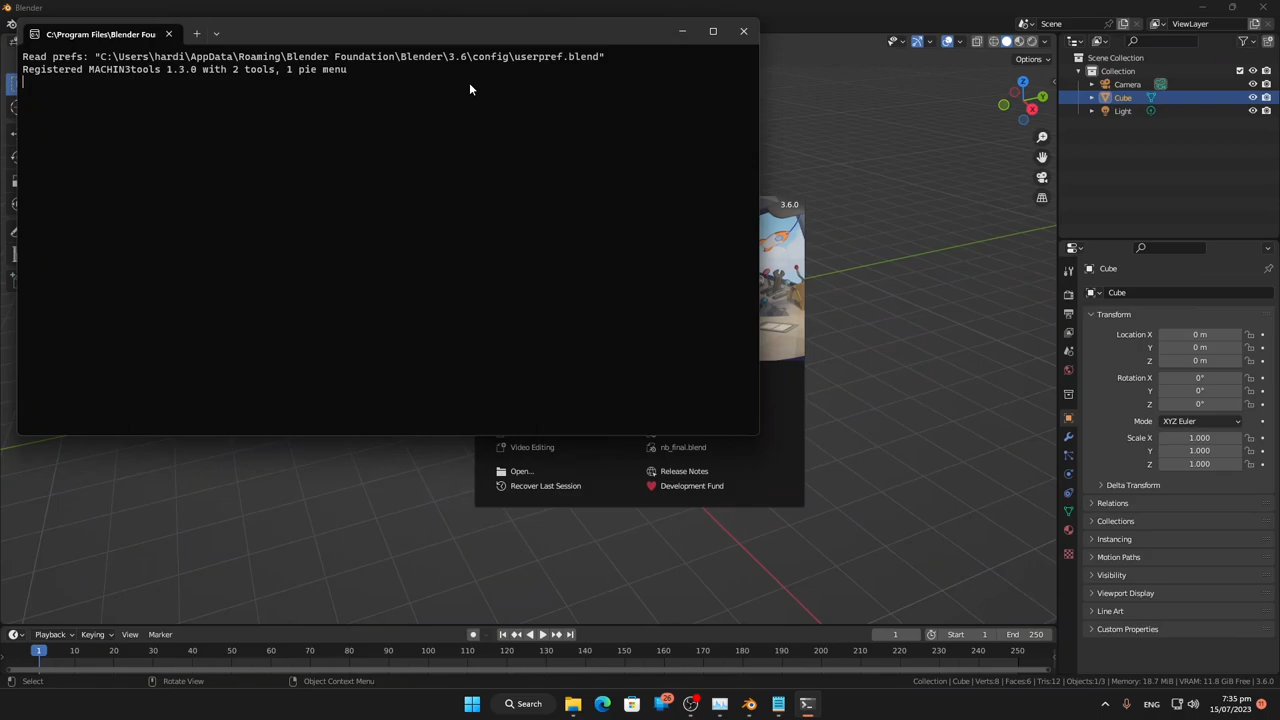 Blender
C:\Program Files\Blender Fou
Read prefs: "C:\Users\hardi\AppData\Roaming\Blender Foundation\Blender\3.6\config\userpref.blend"
Registered MACHIN3tools 1.3.0 with 2 tools, 1 pie menu
Scene
ViewLayer
Options
Z
Y
X
Scene Collection
Collection
Camera
Cube
Light
3.6.0
Cube
Cube
Transform
Location X 0 m
Y 0 m
Z 0 m
Rotation X 0°
Y 0°
Z 0°
Mode XYZ Euler
Scale X 1.000
Y 1.000
Z 1.000
Delta Transform
Relations
Collections
Instancing
Motion Paths
Visibility
Viewport Display
Line Art
Custom Properties
Video Editing
nb_final.blend
Open...
Release Notes
Recover Last Session
Development Fund
Playback Keying View Marker
1
Start 1
End 250
1 10 20 30 40 50 60 70 80 90 100 110 120 130 140 150 160 170 180 190 200 210 220 230 240 250
Select
Rotate View
Object Context Menu
Collection | Cube | Verts:8 | Faces:6 | Tris:12 | Objects:1/3 | Memory: 18.7 MiB | VRAM: 11.8 GiB Free | 3.6.0
Search
26
ENG
7:35 pm
15/07/2023